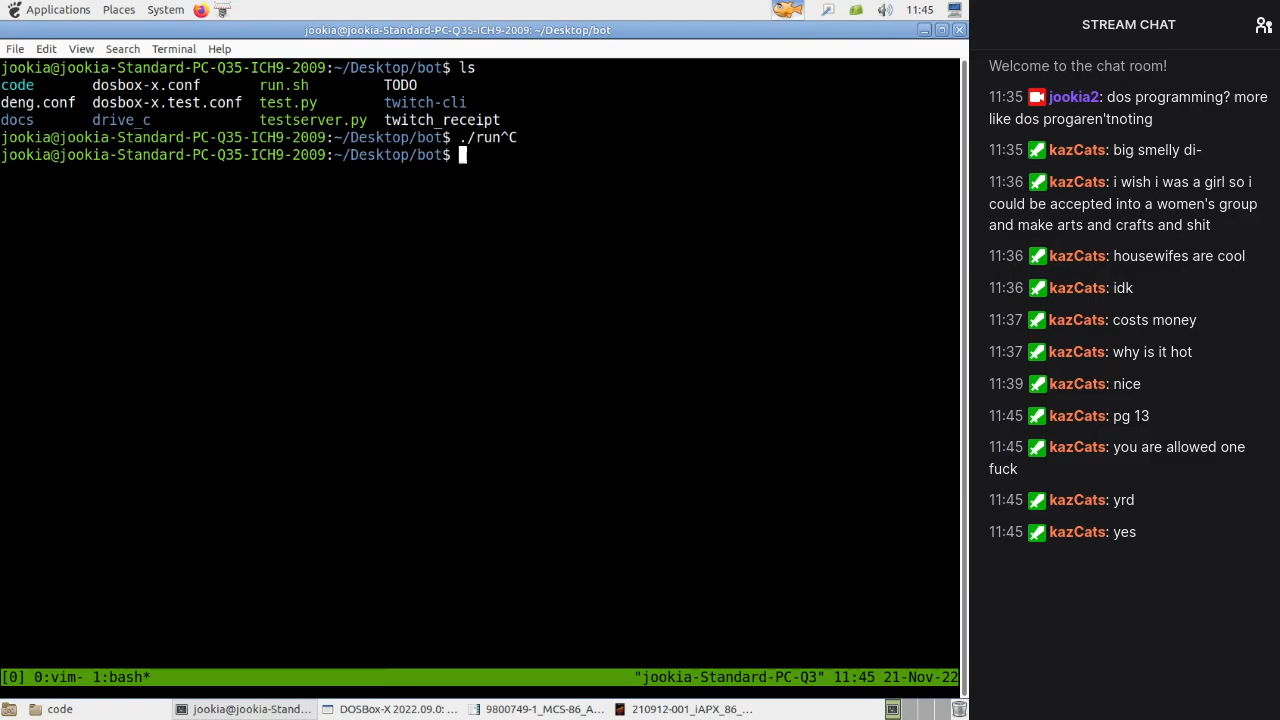 Applications Places System 11:45
jookia@jookia-Standard-PC-Q35-ICH9-2009: ~/Desktop/bot
File Edit View Search Terminal Help
jookia@jookia-Standard-PC-Q35-ICH9-2009:~/Desktop/bot$ ls
code dosbox-x.conf run.sh TODO
deng.conf dosbox-x.test.conf test.py twitch-cli
docs drive_c testserver.py twitch_receipt
jookia@jookia-Standard-PC-Q35-ICH9-2009:~/Desktop/bot$ ./run^C
jookia@jookia-Standard-PC-Q35-ICH9-2009:~/Desktop/bot$
[0] 0:vim- 1:bash* "jookia-Standard-PC-Q3" 11:45 21-Nov-22
code jookia@jookia-Stand... DOSBox-X 2022.09.0: ... 9800749-1_MCS-86_A... 210912-001_iAPX_86_...
STREAM CHAT
Welcome to the chat room!
11:35 jookia2: dos programming? more
like dos progaren'tnoting
11:35 kazCats: big smelly di-
11:36 kazCats: i wish i was a girl so i
could be accepted into a women's group
and make arts and crafts and shit
11:36 kazCats: housewifes are cool
11:36 kazCats: idk
11:37 kazCats: costs money
11:37 kazCats: why is it hot
11:39 kazCats: nice
11:45 kazCats: pg 13
11:45 kazCats: you are allowed one
fuck
11:45 kazCats: yrd
11:45 kazCats: yes